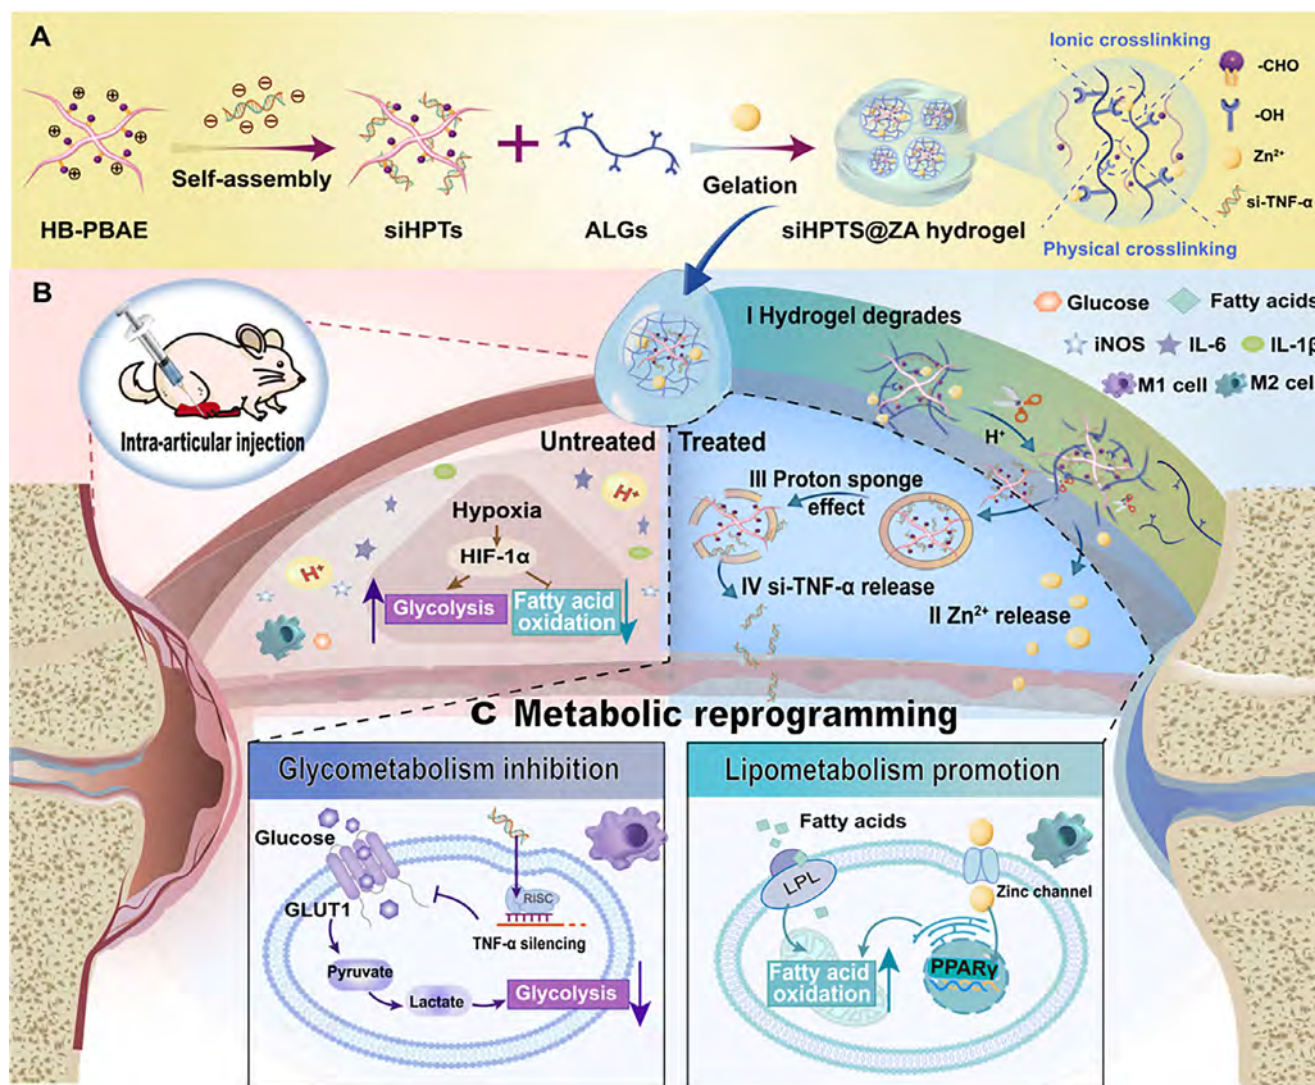 A
Ionic crosslinking
-CHO
-OH
Zn²⁺
si-TNF-α
Self-assembly
Gelation
HB-PBAE
siHPTs
ALGs
siHPTS@ZA hydrogel
Physical crosslinking
B
Intra-articular injection
I Hydrogel degrades
Glucose
Fatty acids
iNOS
IL-6
IL-1β
M1 cell
M2 cel
Untreated
Treated
H⁺
H⁺
H⁺
Hypoxia
HIF-1α
Glycolysis
Fatty acid
oxidation
III Proton sponge
effect
IV si-TNF-α release
II Zn²⁺ release
C Metabolic reprogramming
Glycometabolism inhibition
Glucose
GLUT1
RISC
TNF-α silencing
Pyruvate
Lactate
Glycolysis
Lipometabolism promotion
Fatty acids
LPL
Zinc channel
Fatty acid
oxidation
PPARγ